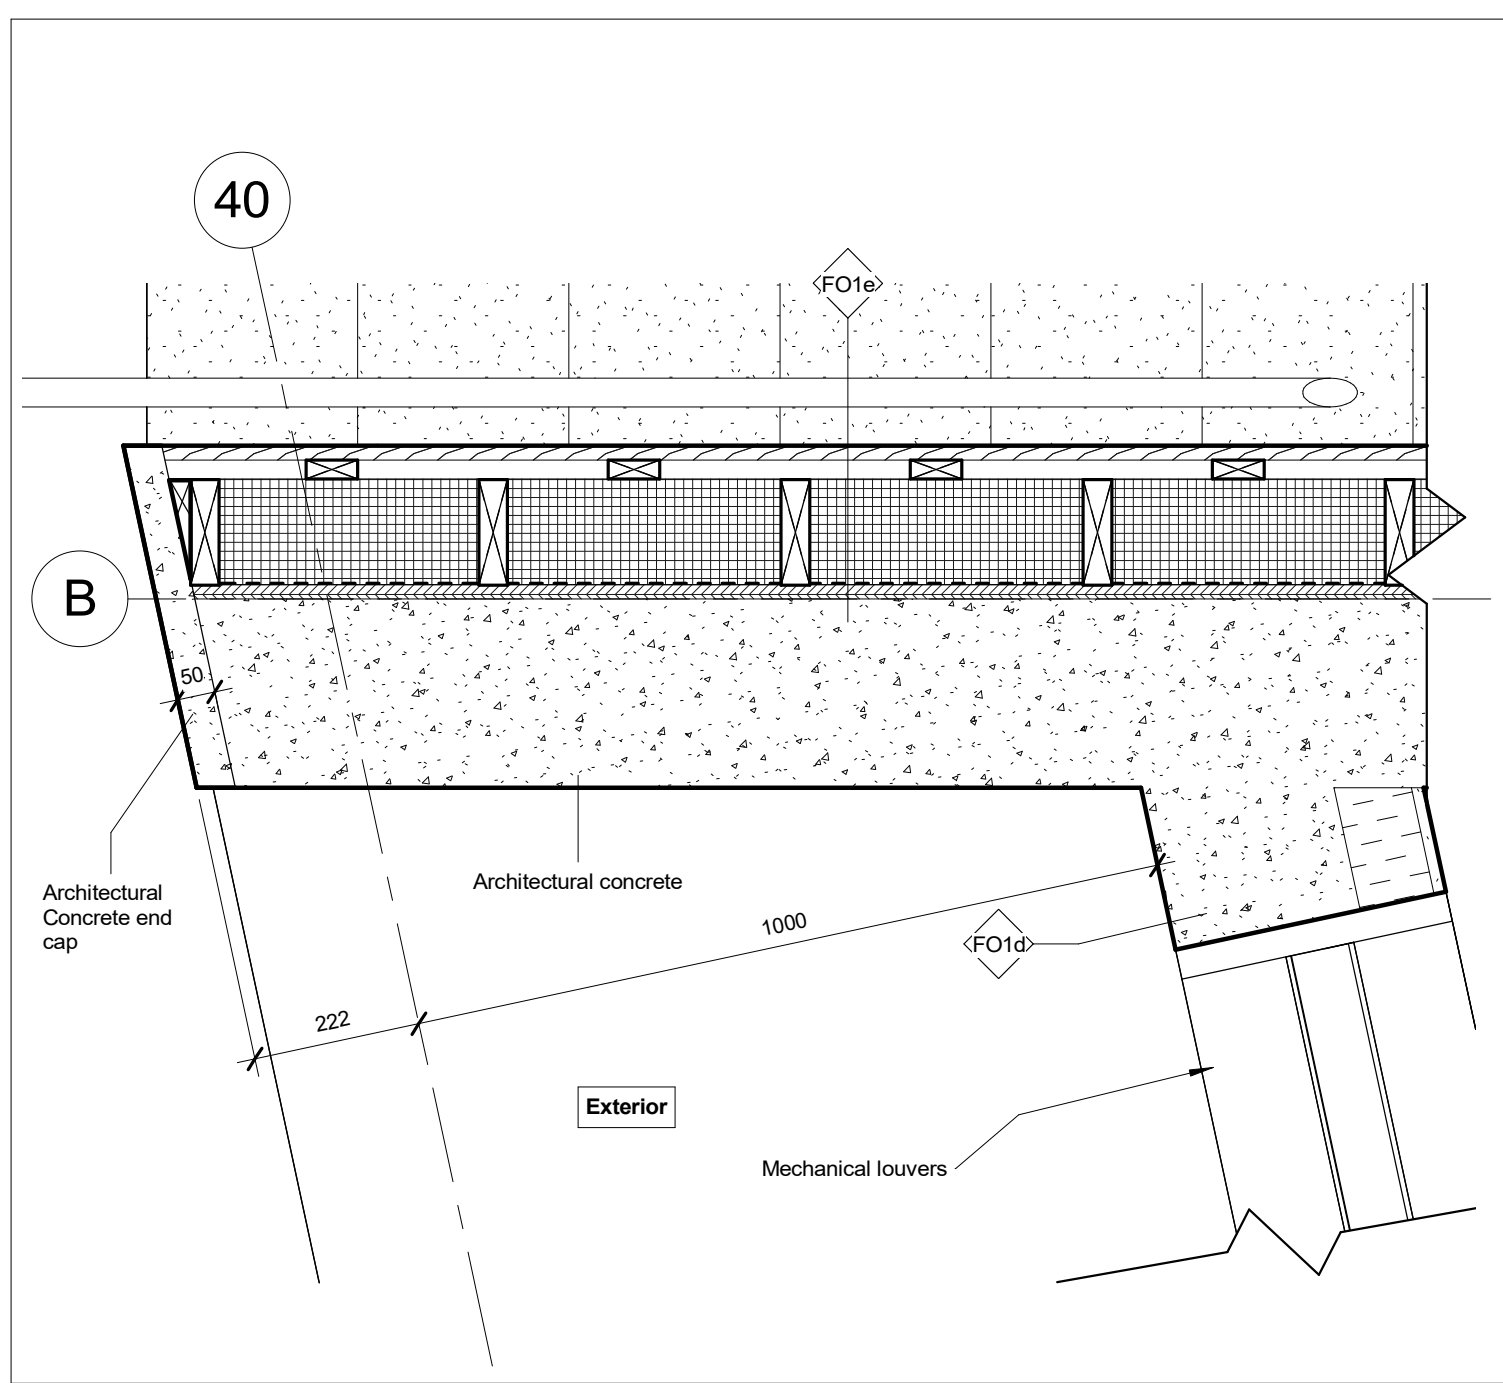 40
FO1e
B
50
Architectural
Concrete end
cap
Architectural concrete
1000
FO1d
222
Exterior
Mechanical louvers